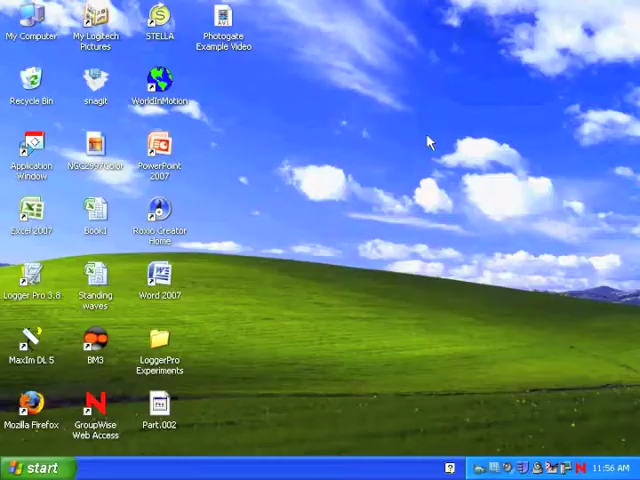 My Computer
My Logitech
Pictures
STELLA
Photogate
Example Video
Recycle Bin
snagit
WorldInMotion
Application
Window
NGC2997Color
PowerPoint
2007
Excel 2007
Book1
Roxio Creator
Home
Logger Pro 3.8
Standing
waves
Word 2007
MaxIm DL 5
BM3
LoggerPro
Experiments
Mozilla Firefox
GroupWise
Web Access
Part.002
start
11:56 AM